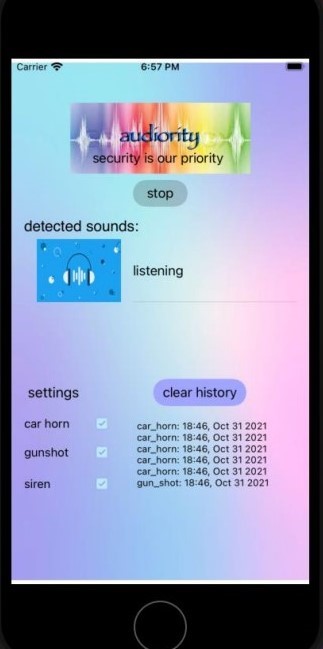 Carrier 6:57 PM
audiority
security is our priority
stop
detected sounds:
listening
settings
clear history
car horn
gunshot
siren
car_horn: 18:46, Oct 31 2021
car_horn: 18:46, Oct 31 2021
car_horn: 18:46, Oct 31 2021
car_horn: 18:46, Oct 31 2021
car_horn: 18:46, Oct 31 2021
gun_shot: 18:46, Oct 31 2021